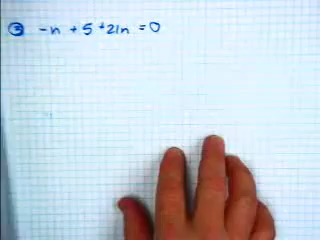 ③ -n + 5 + 21n = 0